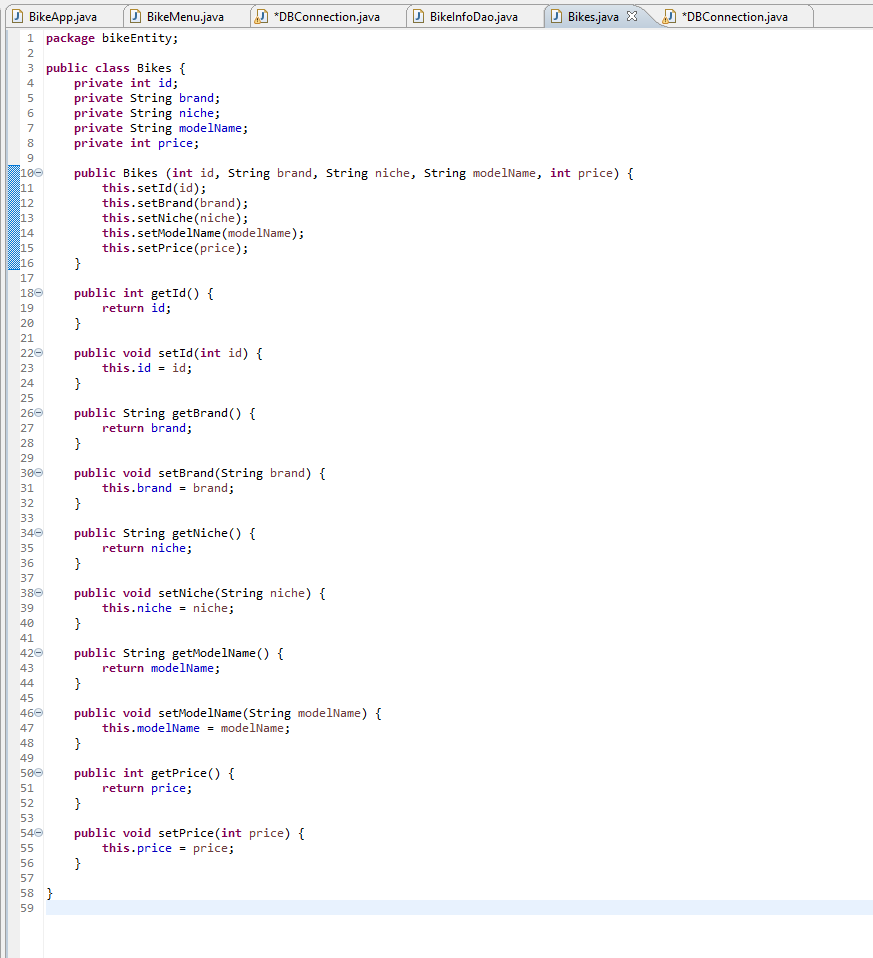 BikeApp.java BikeMenu.java *DBConnection.java BikeInfoDao.java Bikes.java *DBConnection.java
1 package bikeEntity;
2
3 public class Bikes {
4     private int id;
5     private String brand;
6     private String niche;
7     private String modelName;
8     private int price;
9
10     public Bikes (int id, String brand, String niche, String modelName, int price) {
11         this.setId(id);
12         this.setBrand(brand);
13         this.setNiche(niche);
14         this.setModelName(modelName);
15         this.setPrice(price);
16     }
17
18     public int getId() {
19         return id;
20     }
21
22     public void setId(int id) {
23         this.id = id;
24     }
25
26     public String getBrand() {
27         return brand;
28     }
29
30     public void setBrand(String brand) {
31         this.brand = brand;
32     }
33
34     public String getNiche() {
35         return niche;
36     }
37
38     public void setNiche(String niche) {
39         this.niche = niche;
40     }
41
42     public String getModelName() {
43         return modelName;
44     }
45
46     public void setModelName(String modelName) {
47         this.modelName = modelName;
48     }
49
50     public int getPrice() {
51         return price;
52     }
53
54     public void setPrice(int price) {
55         this.price = price;
56     }
57
58 }
59